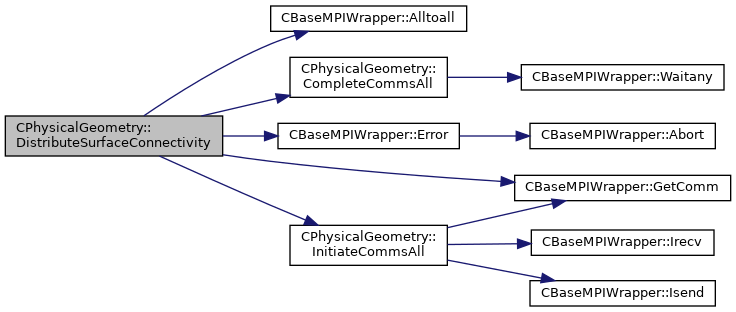 CBaseMPIWrapper::Alltoall
CPhysicalGeometry::
CompleteCommsAll
CBaseMPIWrapper::Waitany
CPhysicalGeometry::
DistributeSurfaceConnectivity
CBaseMPIWrapper::Error
CBaseMPIWrapper::Abort
CBaseMPIWrapper::GetComm
CPhysicalGeometry::
InitiateCommsAll
CBaseMPIWrapper::Irecv
CBaseMPIWrapper::Isend